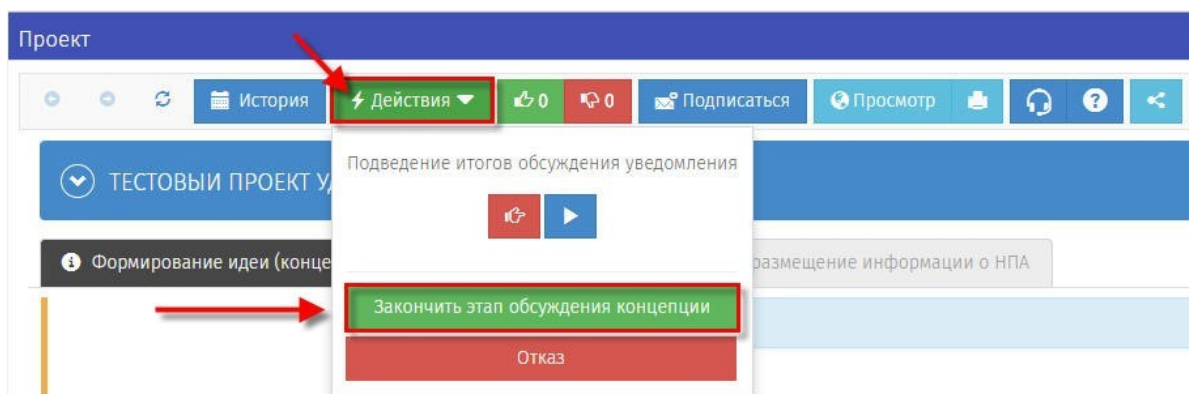 Проект
История Действия 0 0 Подписаться Просмотр
Подведение итогов обсуждения уведомления
ТЕСТОВЫЙ ПРОЕКТ
Формирование идеи размещение информации о НПА
Закончить этап обсуждения концепции
Отказ